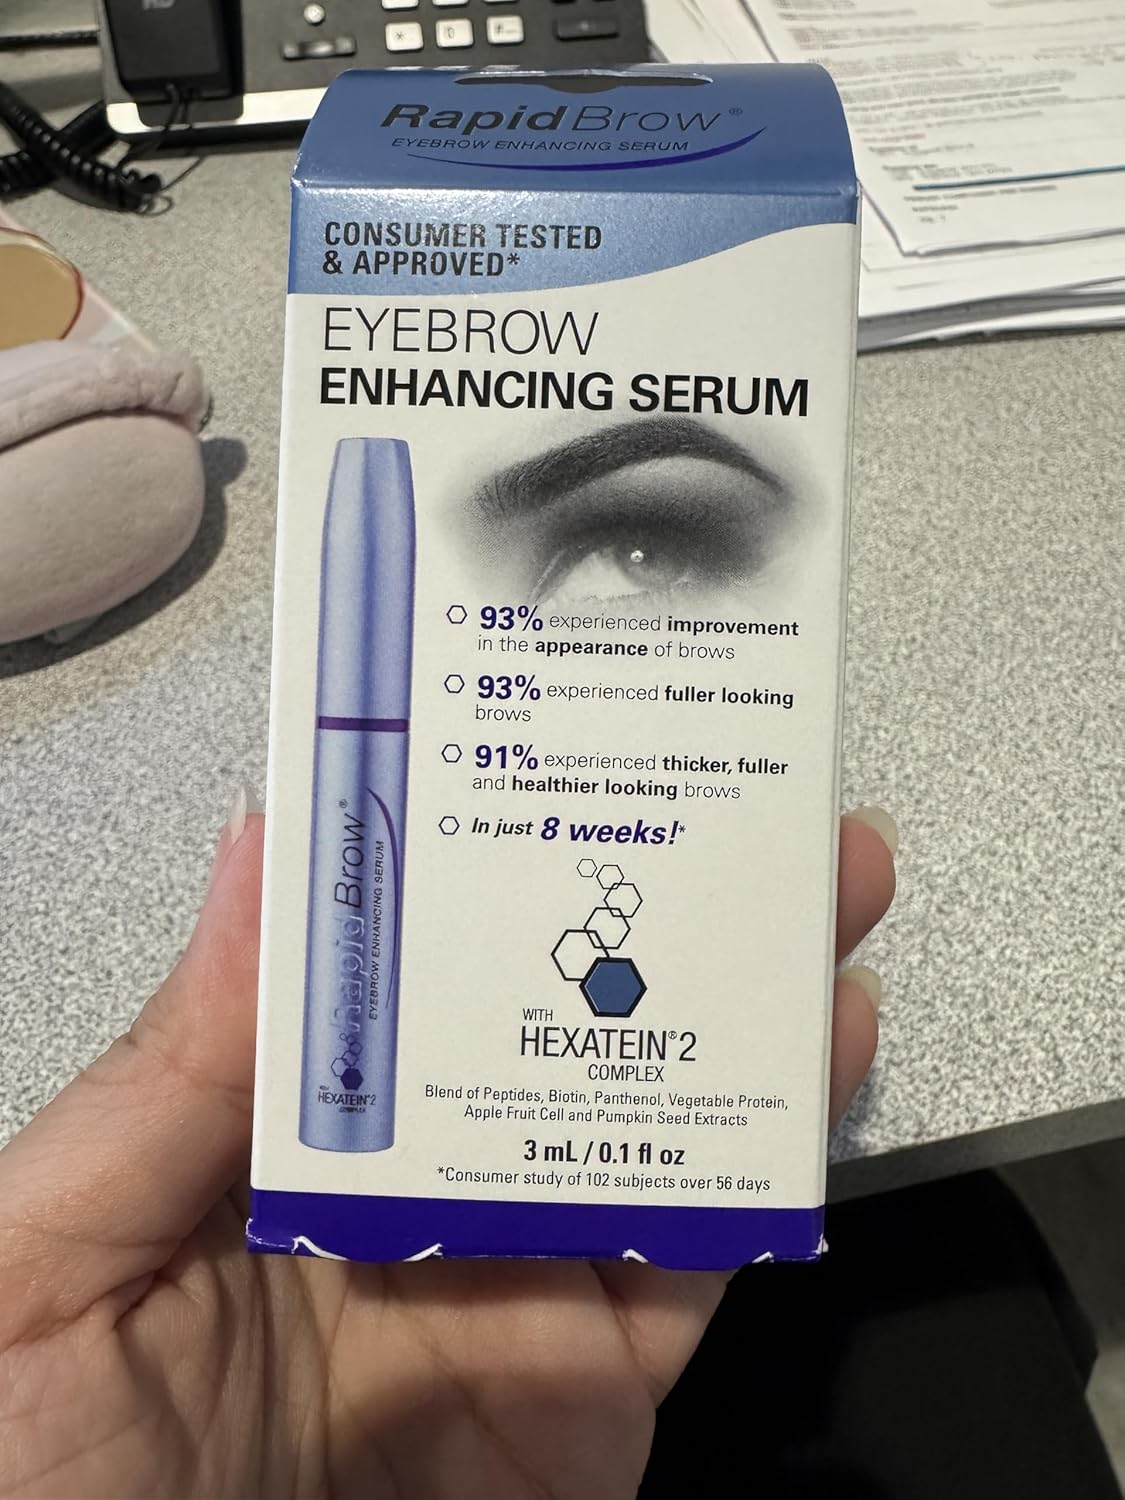 RapidBrow®
EYEBROW ENHANCING SERUM
CONSUMER TESTED
& APPROVED*
EYEBROW
ENHANCING SERUM
93% experienced improvement
in the appearance of brows
93% experienced fuller looking
brows
91% experienced thicker, fuller
and healthier looking brows
In just 8 weeks!*
rapidBrow®
EYEBROW ENHANCING SERUM
WITH
HEXATEIN®2
COMPLEX
WITH
HEXATEIN®2
COMPLEX
Blend of Peptides, Biotin, Panthenol, Vegetable Protein,
Apple Fruit Cell and Pumpkin Seed Extracts
3 mL / 0.1 fl oz
*Consumer study of 102 subjects over 56 days